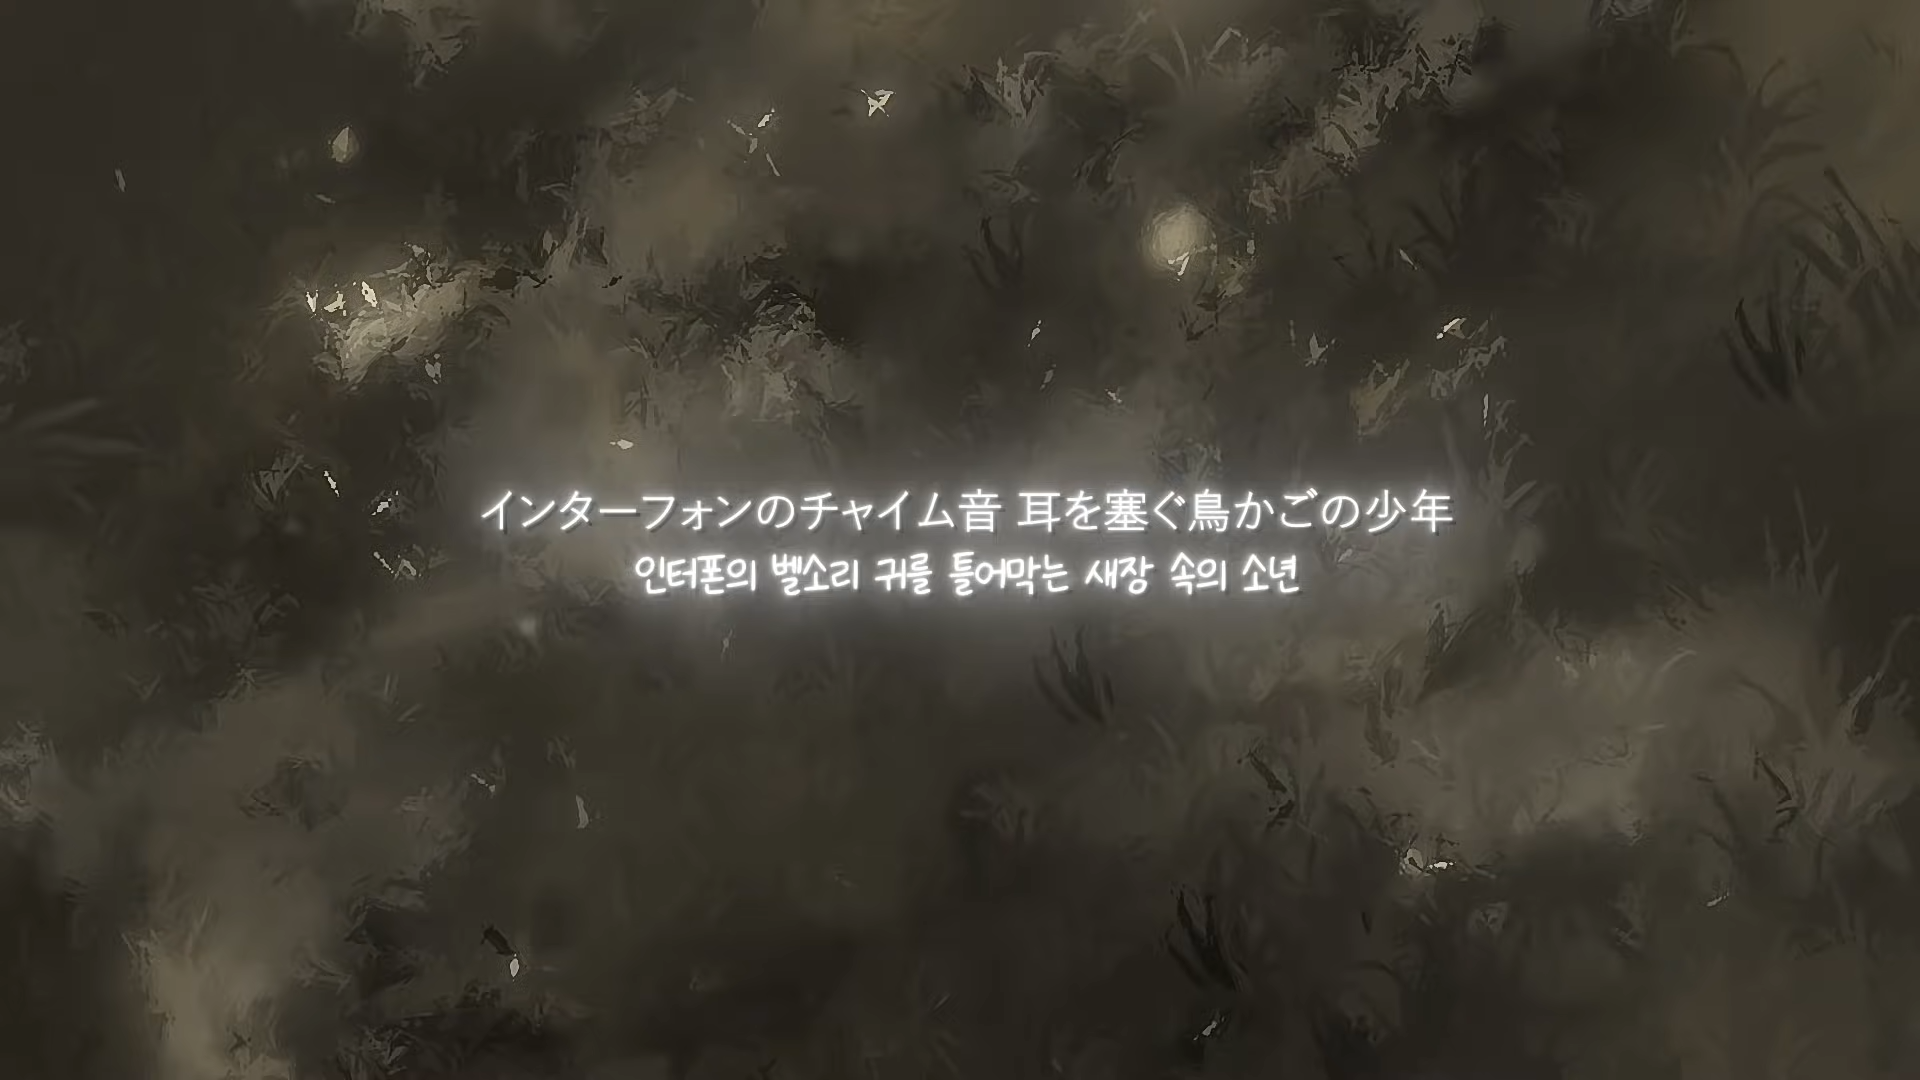 インターフォンのチャイム音 耳を塞ぐ鳥かごの少年
인터폰의 벨소리 귀를 틀어막는 새장 속의 소년